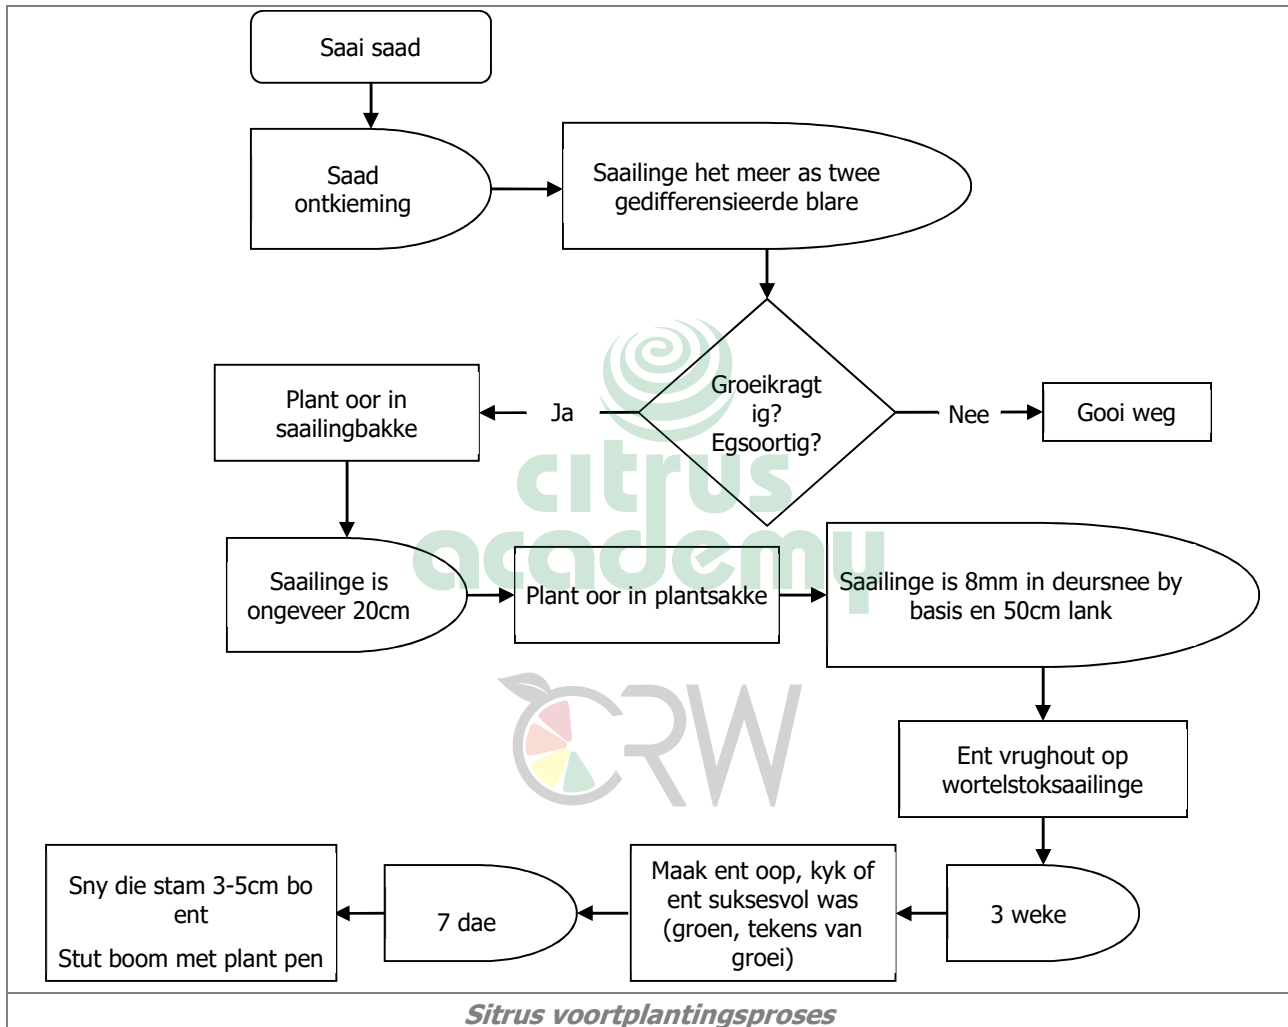 Saai saad
Saad
ontkieming
Saailinge het meer as twee
gedifferensieerde blare
Groeikragt
ig?
Egsoortig?
Ja
Nee
Plant oor in
saailingbakke
Gooi weg
citrus
academy
Saailinge is
ongeveer 20cm
Plant oor in plantsakke
Saailinge is 8mm in deursnee by
basis en 50cm lank
CRW
Ent vrughout op
wortelstoksaailinge
3 weke
Maak ent oop, kyk of
ent suksesvol was
(groen, tekens van
groei)
7 dae
Sny die stam 3-5cm bo
ent
Stut boom met plant pen
Sitrus voortplantingsproses